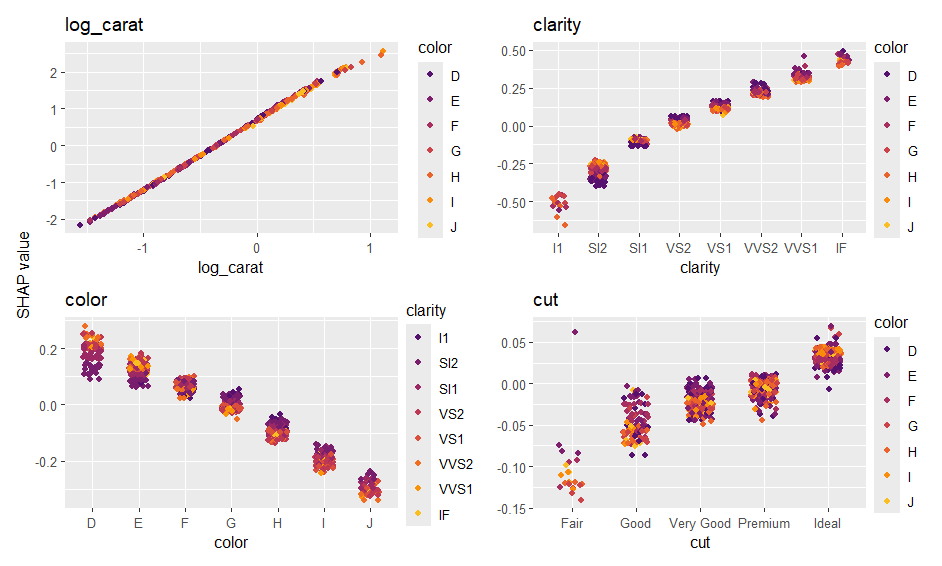 log_carat
2
1
0
-1
-2
-1
0
1
log_carat
color
D
E
F
G
H
I
J
clarity
0.50
0.25
0.00
-0.25
-0.50
I1
SI2
SI1
VS2
VS1
VVS2
VVS1
IF
clarity
color
D
E
F
G
H
I
J
SHAP value
color
0.2
0.0
-0.2
D
E
F
G
H
I
J
color
clarity
I1
SI2
SI1
VS2
VS1
VVS2
VVS1
IF
cut
0.05
0.00
-0.05
-0.10
-0.15
Fair
Good
Very Good
Premium
Ideal
cut
color
D
E
F
G
H
I
J